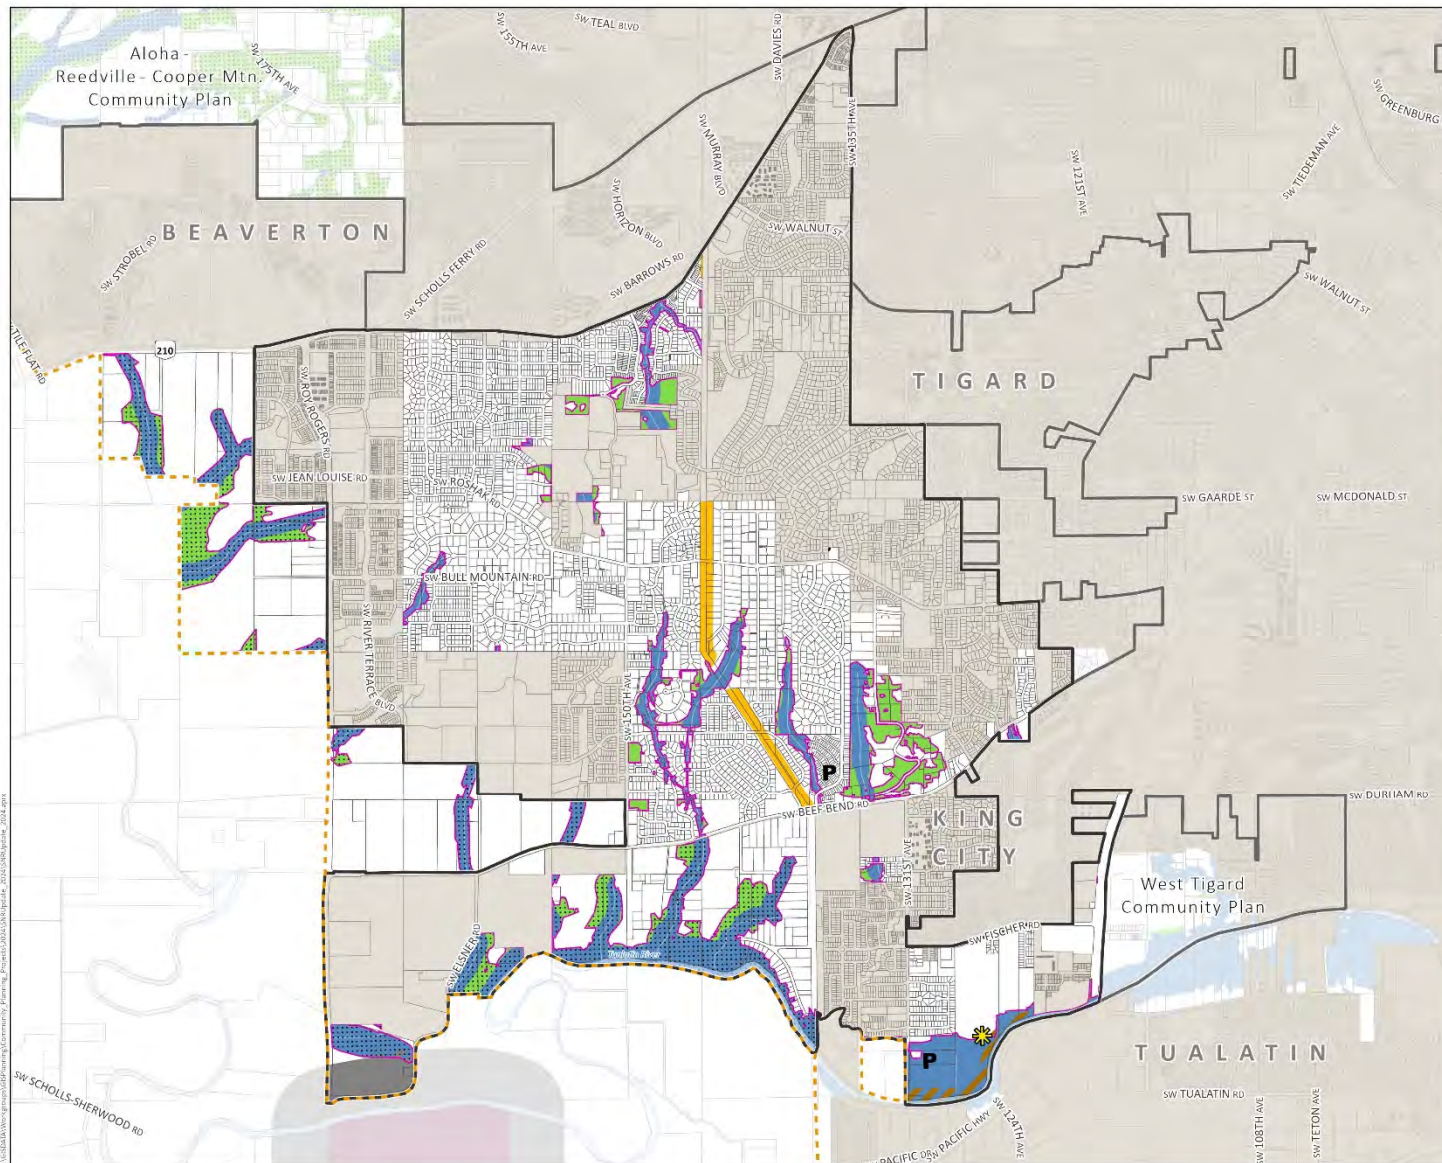 SW TEAL BLVD
SW 155TH AVE
SW DAVIES RD
Aloha -
Reedville - Cooper Mtn.
Community Plan
SW 175TH AVE
SW GREENBURG
SW MURRAY BLVD
SW 135TH AVE
SW TIEDEMAN AVE
SW 121ST AVE
SW HORIZON BLVD
SW WALNUT ST
BEAVERTON
SW STROBEL RD
SW SCHOLLS FERRY RD
SW BARROWS RD
SW WALNUT ST
TILE FLAT RD
210
SW ROY ROGERS RD
TIGARD
SW JEAN LOUISE RD
SW ROSHAK RD
SW GAARDE ST
SW MCDONALD ST
SW BULL MOUNTAIN RD
SW RIVER TERRACE BLVD
SW 150TH AVE
P
SW BEEF BEND RD
SW DURHAM RD
KING
CITY
SW 131ST AVE
West Tigard
Community Plan
SW ELSNER RD
SW FISCHER RD
Tualatin River
P
TUALATIN
SW SCHOLLS-SHERWOOD RD
SW TUALATIN RD
SW 124TH AVE
PACIFIC HWY
SW 108TH AVE
SW TETON AVE
PACIFIC DR